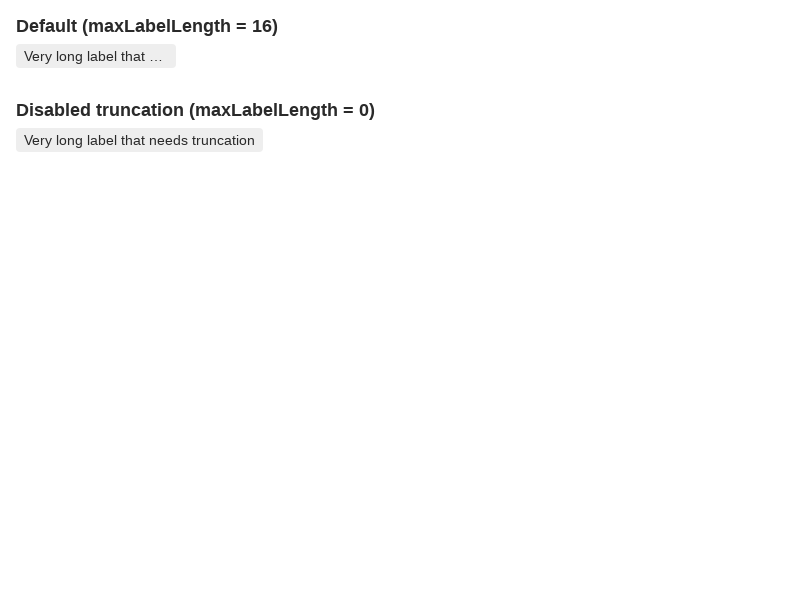 Default (maxLabelLength = 16)
Very long label that …
Disabled truncation (maxLabelLength = 0)
Very long label that needs truncation